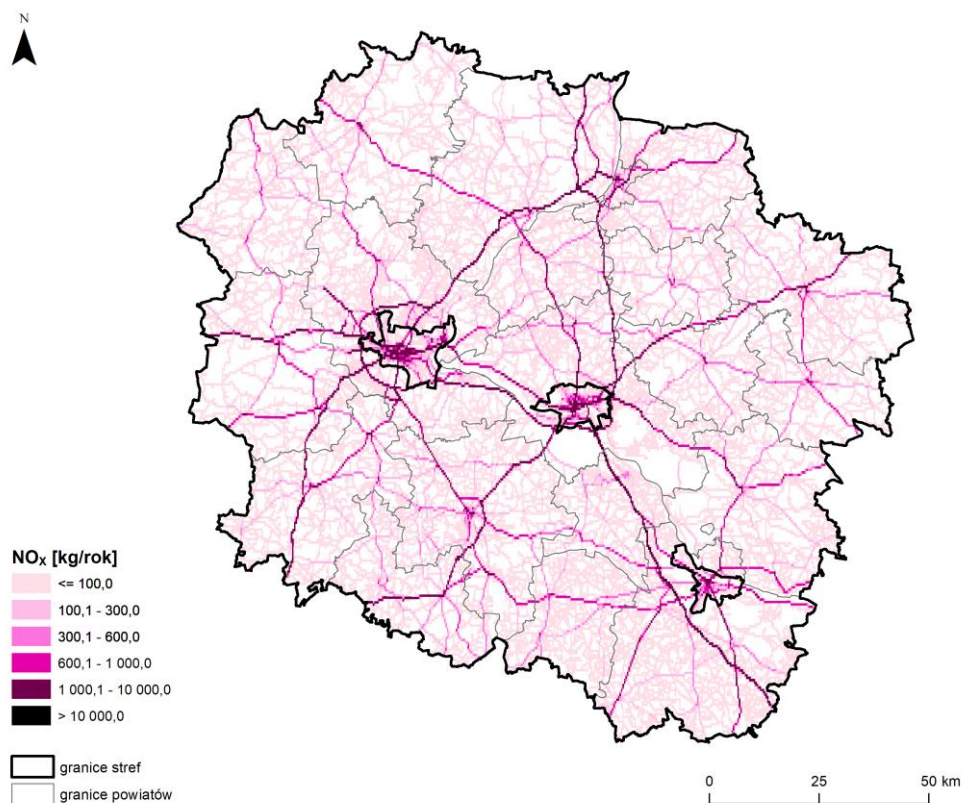 N
NOx [kg/rok]
<= 100,0
100,1 - 300,0
300,1 - 600,0
600,1 - 1 000,0
1 000,1 - 10 000,0
> 10 000,0
granice stref
granice powiatów
0 25 50 km